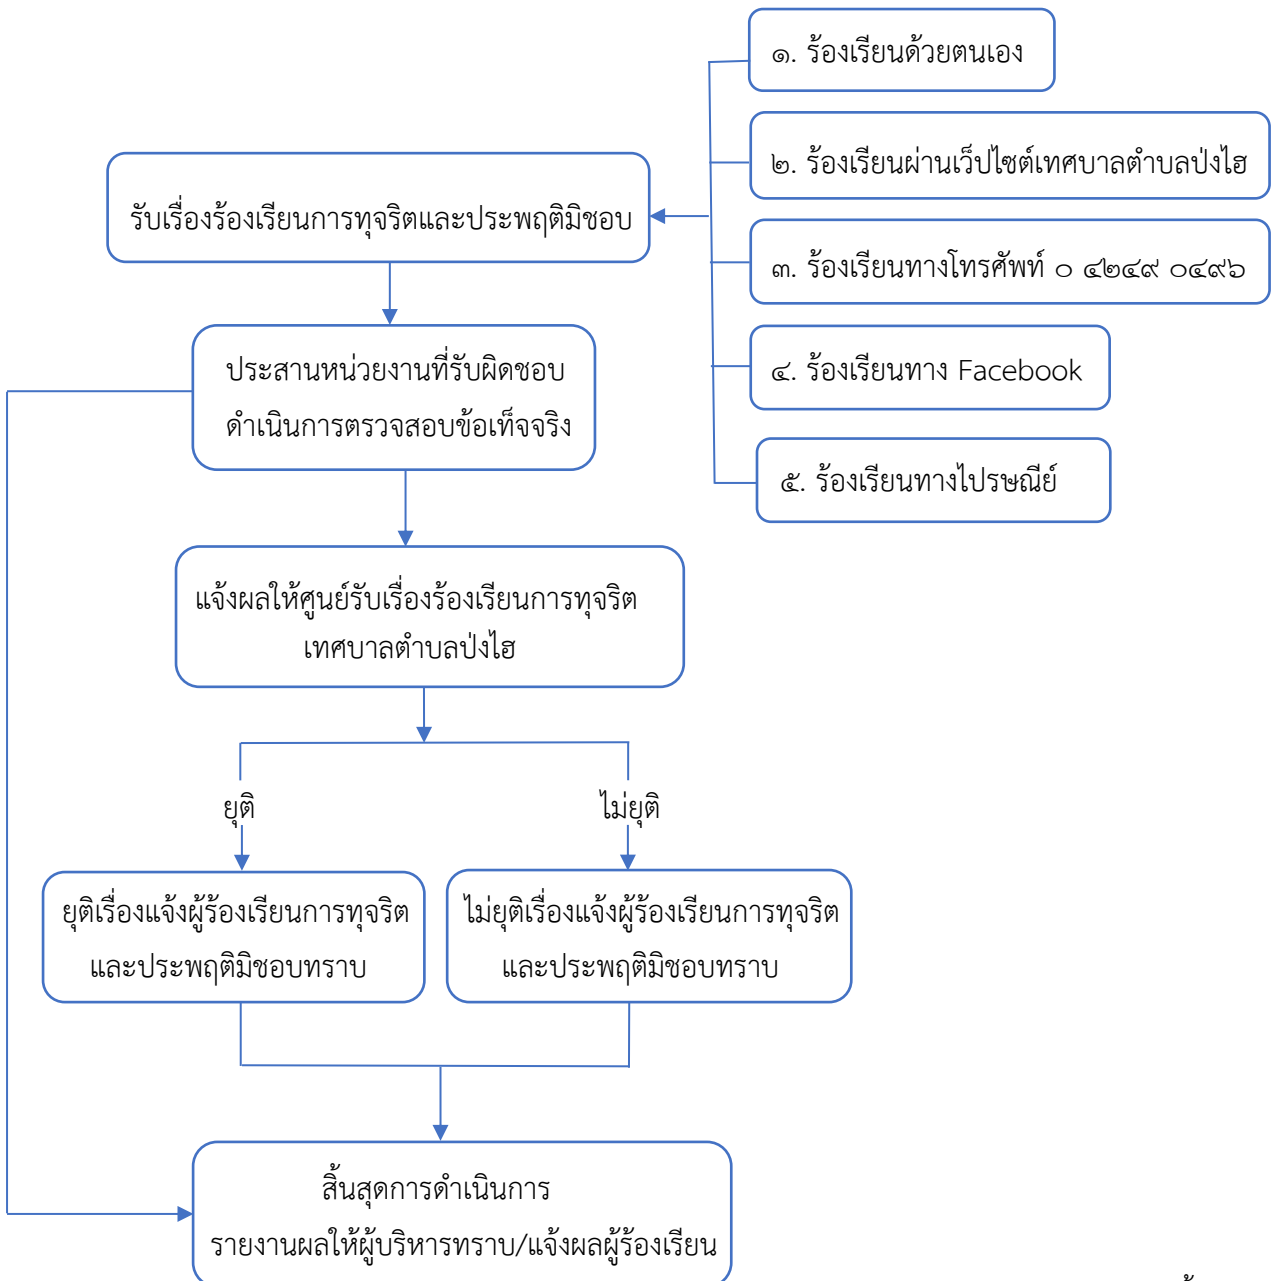 ๑. ร้องเรียนด้วยตนเอง
๒. ร้องเรียนผ่านเว็ปไซต์เทศบาลตำบลป่งไฮ
รับเรื่องร้องเรียนการทุจริตและประพฤติมิชอบ
๓. ร้องเรียนทางโทรศัพท์ ๐ ๔๒๔๙ ๐๔๙๖
๔. ร้องเรียนทาง Facebook
๕. ร้องเรียนทางไปรษณีย์
ประสานหน่วยงานที่รับผิดชอบ
ดำเนินการตรวจสอบข้อเท็จจริง
แจ้งผลให้ศูนย์รับเรื่องร้องเรียนการทุจริต
เทศบาลตำบลป่งไฮ
ยุติ
ไม่ยุติ
ยุติเรื่องแจ้งผู้ร้องเรียนการทุจริต
และประพฤติมิชอบทราบ
ไม่ยุติเรื่องแจ้งผู้ร้องเรียนการทุจริต
และประพฤติมิชอบทราบ
สิ้นสุดการดำเนินการ
รายงานผลให้ผู้บริหารทราบ/แจ้งผลผู้ร้องเรียน